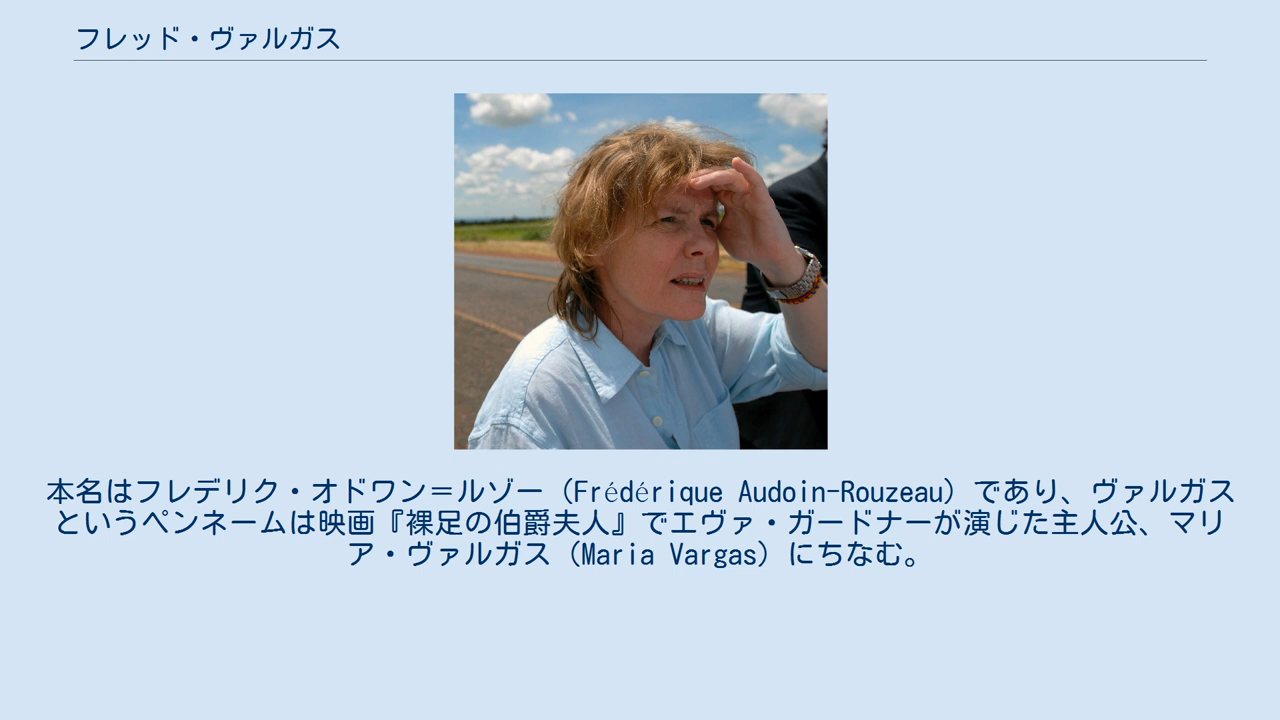 フレッド・ヴァルガス
本名はフレデリク・オドワン＝ルゾー（Frédérique Audoin-Rouzeau）であり、ヴァルガス
というペンネームは映画『裸足の伯爵夫人』でエヴァ・ガードナーが演じた主人公、マリ
ア・ヴァルガス（Maria Vargas）にちなむ。